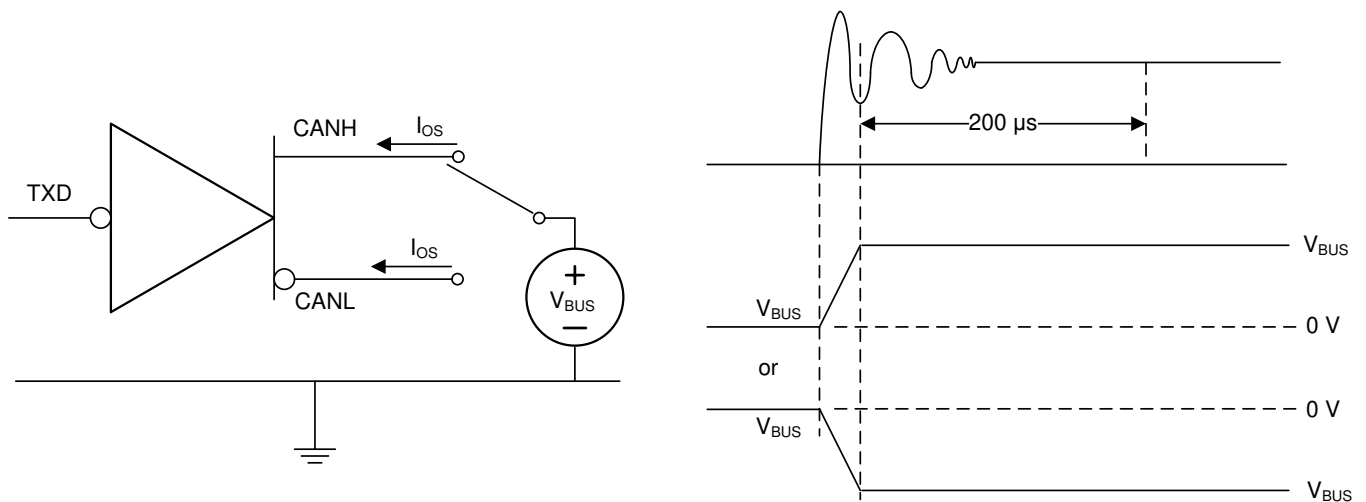 CANH
I_OS
TXD
I_OS
CANL
+
V_BUS
–
200 µs
V_BUS
V_BUS
0 V
or
V_BUS
0 V
V_BUS